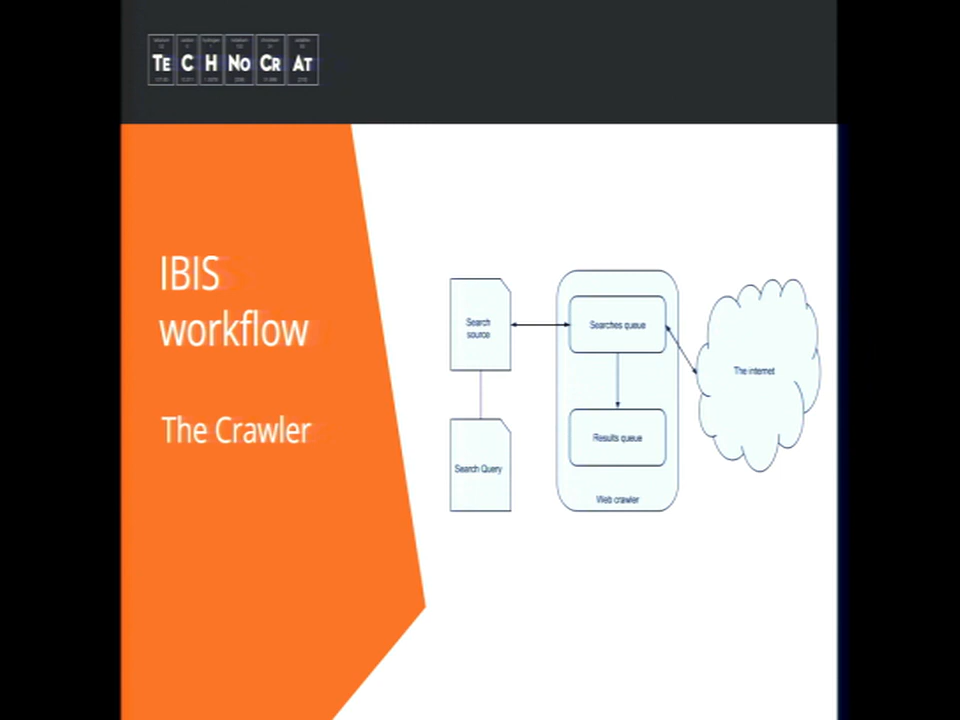 TE C H NO CR AT
IBIS
workflow
The Crawler
Search
source
Searches queue
The internet
Results queue
Search Query
Web crawler